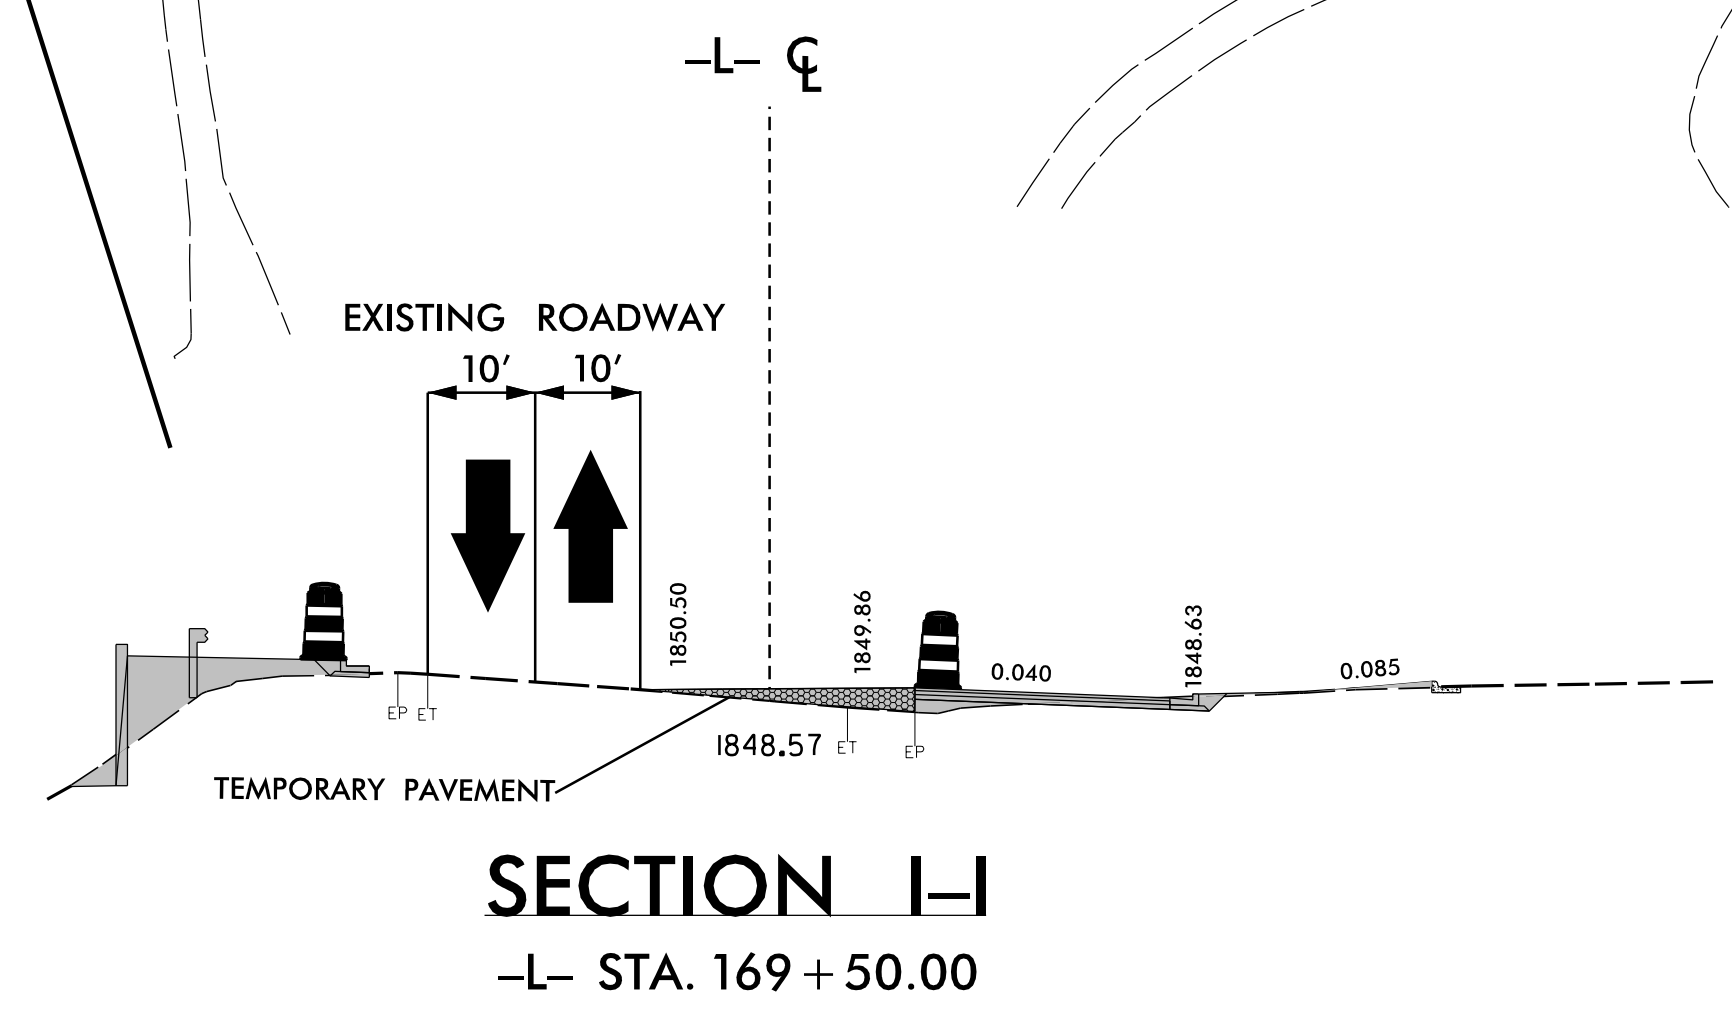 –L– ℄
EXISTING ROADWAY
10' 10'
1850.50
1849.86
1848.63
0.040
0.085
EP ET
1848.57 ET EP
TEMPORARY PAVEMENT
SECTION I–I
–L– STA. 169+50.00